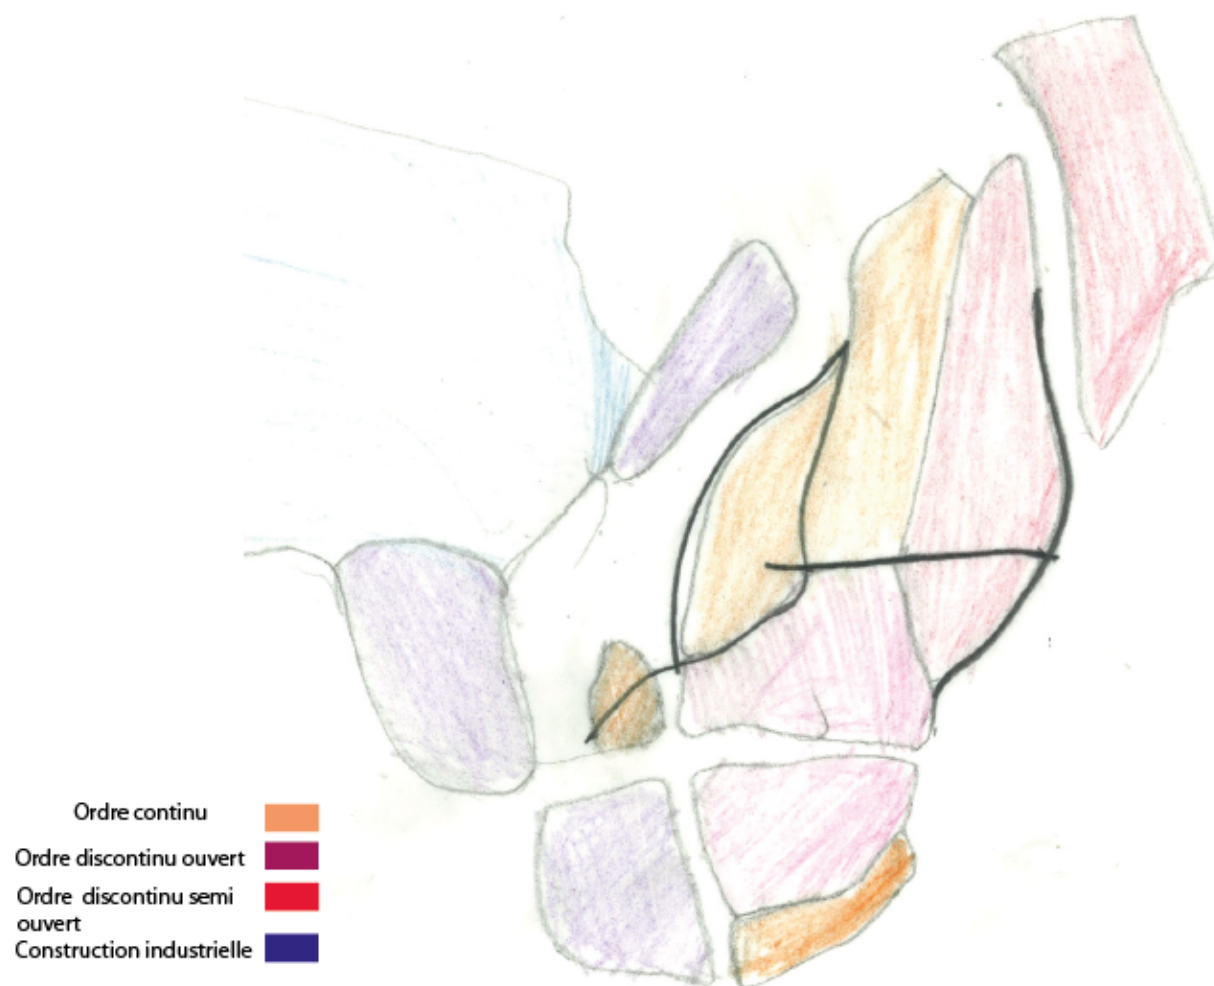 Ordre continu
Ordre discontinu ouvert
Ordre discontinu semi
ouvert
Construction industrielle